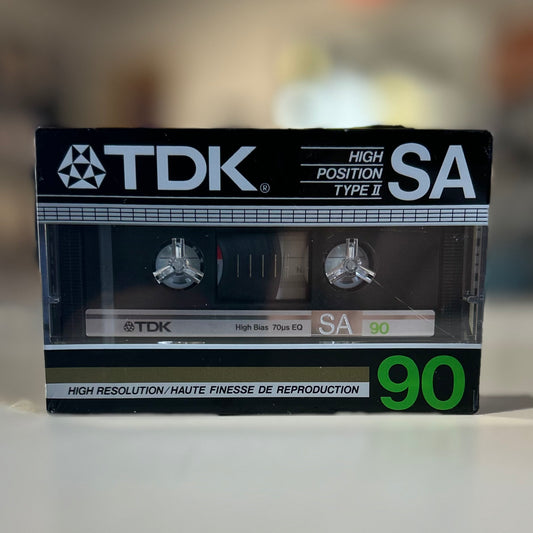 TDK®
HIGH
POSITION
TYPE II
SA
TDK
High Bias 70µs EQ
SA
90
HIGH RESOLUTION/HAUTE FINESSE DE REPRODUCTION
90